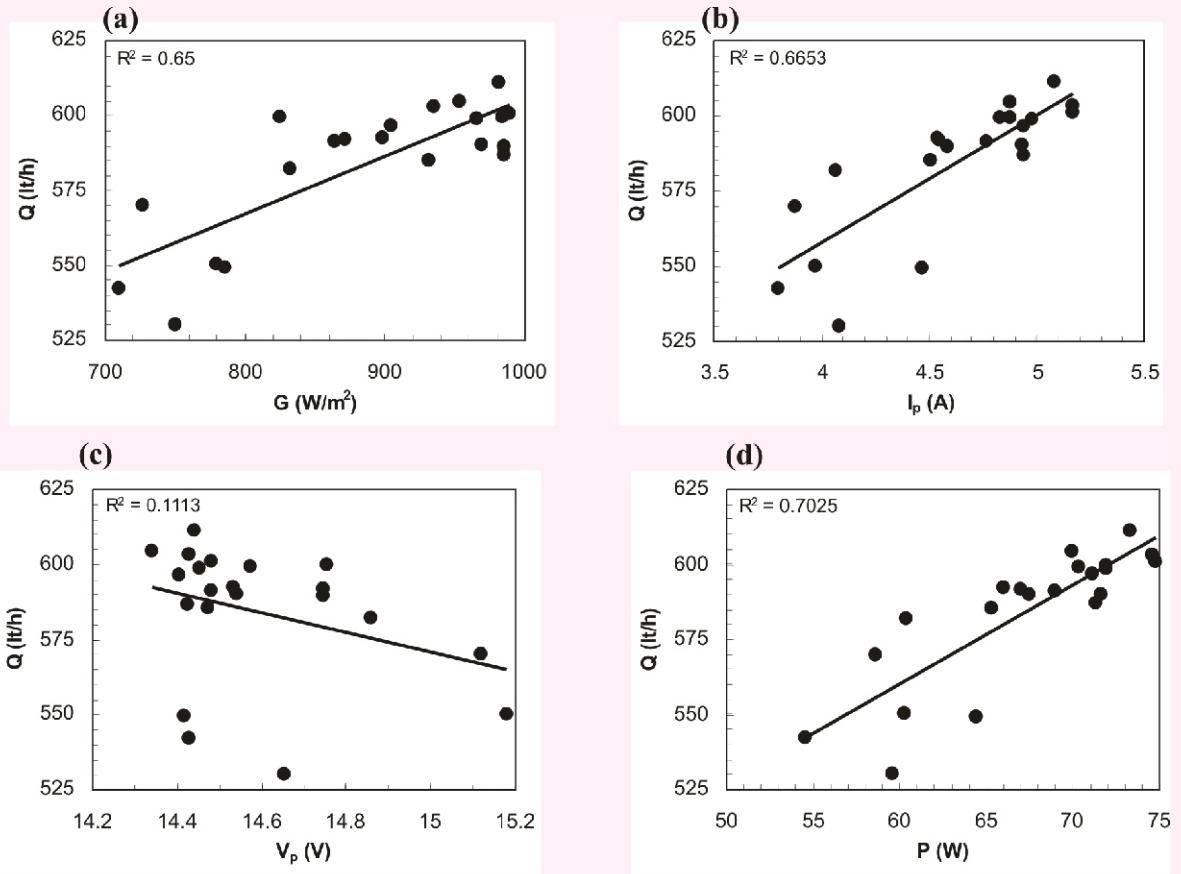 (a)
625
R² = 0.65
600
575
550
525
Q (lt/h)
700 800 900 1000
G (W/m²)
(b)
625
R² = 0.6653
600
575
550
525
Q (lt/h)
3.5 4 4.5 5 5.5
Iₚ (A)
(c)
625
R² = 0.1113
600
575
550
525
Q (lt/h)
14.2 14.4 14.6 14.8 15 15.2
Vₚ (V)
(d)
625
R² = 0.7025
600
575
550
525
Q (lt/h)
50 55 60 65 70 75
P (W)